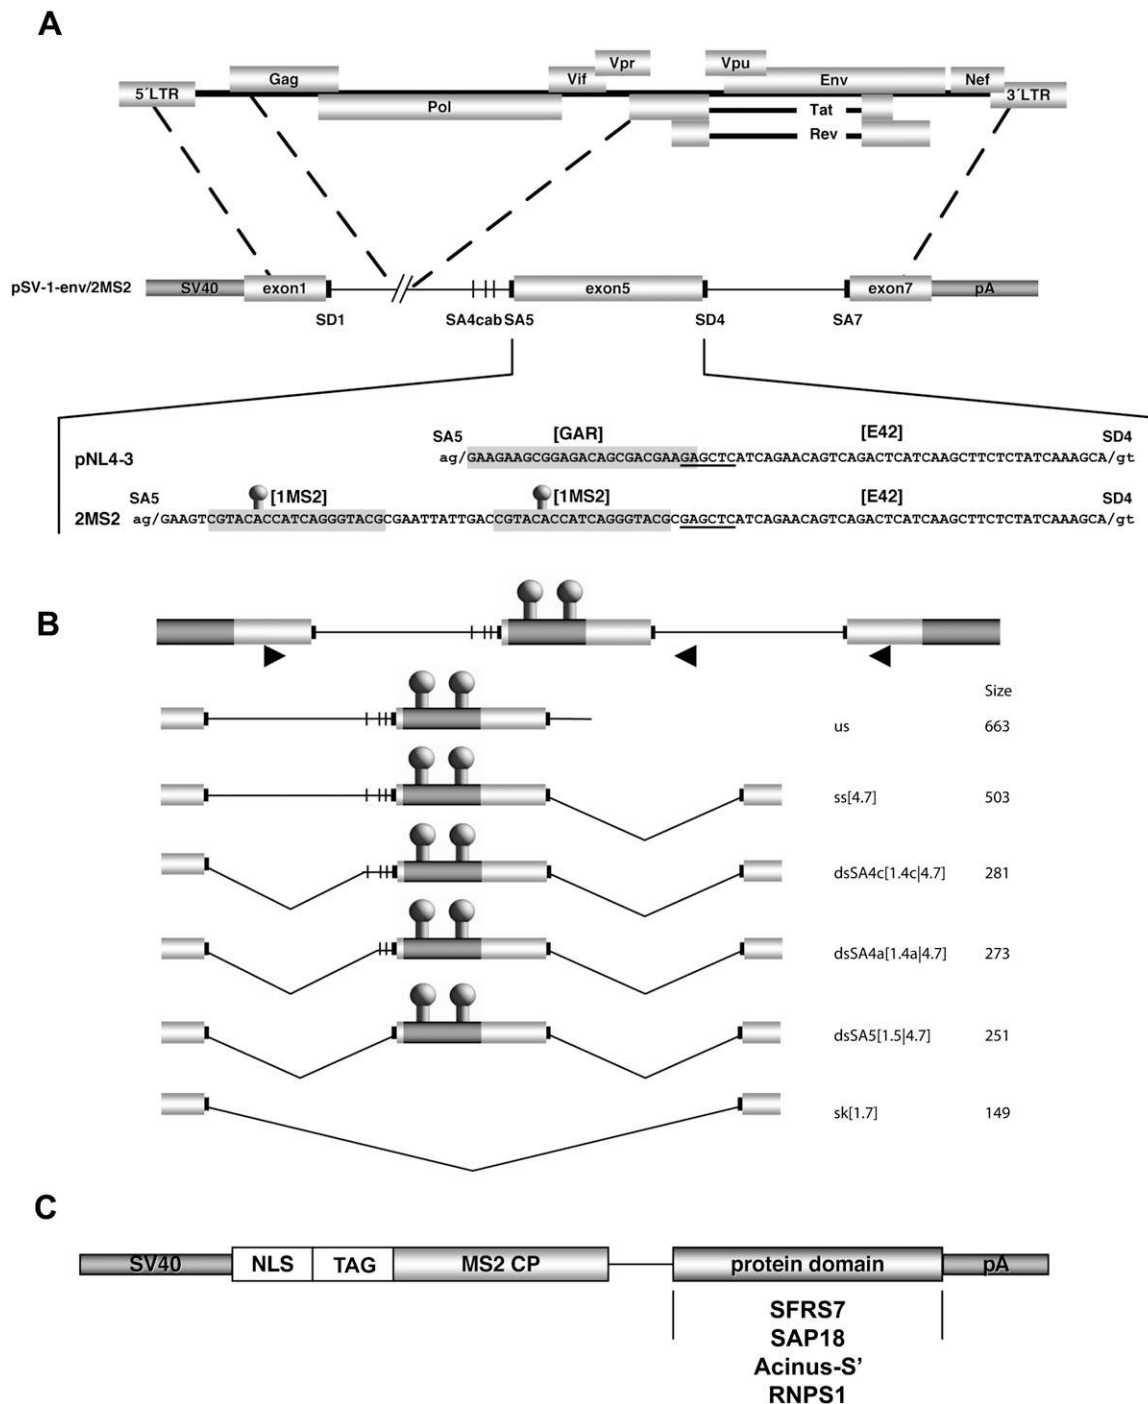 A
5´LTR Gag Pol Vif Vpr Vpu Env Nef 3´LTR
Tat
Rev
pSV-1-env/2MS2 SV40 exon1 exon5 exon7 pA
SD1 SA4cab SA5 SD4 SA7
SA5 [GAR] [E42] SD4
pNL4-3 ag/GAAGAAGCGGAGACAGCGACGAAGAGCTCATCAGAACAGTCAGACTCATCAAGCTTCTCTATCAAAGCA/gt
SA5 [1MS2] [1MS2] [E42] SD4
2MS2 ag/GAAGTCGTACACCATCAGGGTACGCGAATTATTGACCGTACACCATCAGGGTACGCGAGCTCATCAGAACAGTCAGACTCATCAAGCTTCTCTATCAAAGCA/gt
B
Size
us 663
ss[4.7] 503
dsSA4c[1.4c|4.7] 281
dsSA4a[1.4a|4.7] 273
dsSA5[1.5|4.7] 251
sk[1.7] 149
C
SV40 NLS TAG MS2 CP protein domain pA
SFRS7
SAP18
Acinus-S’
RNPS1